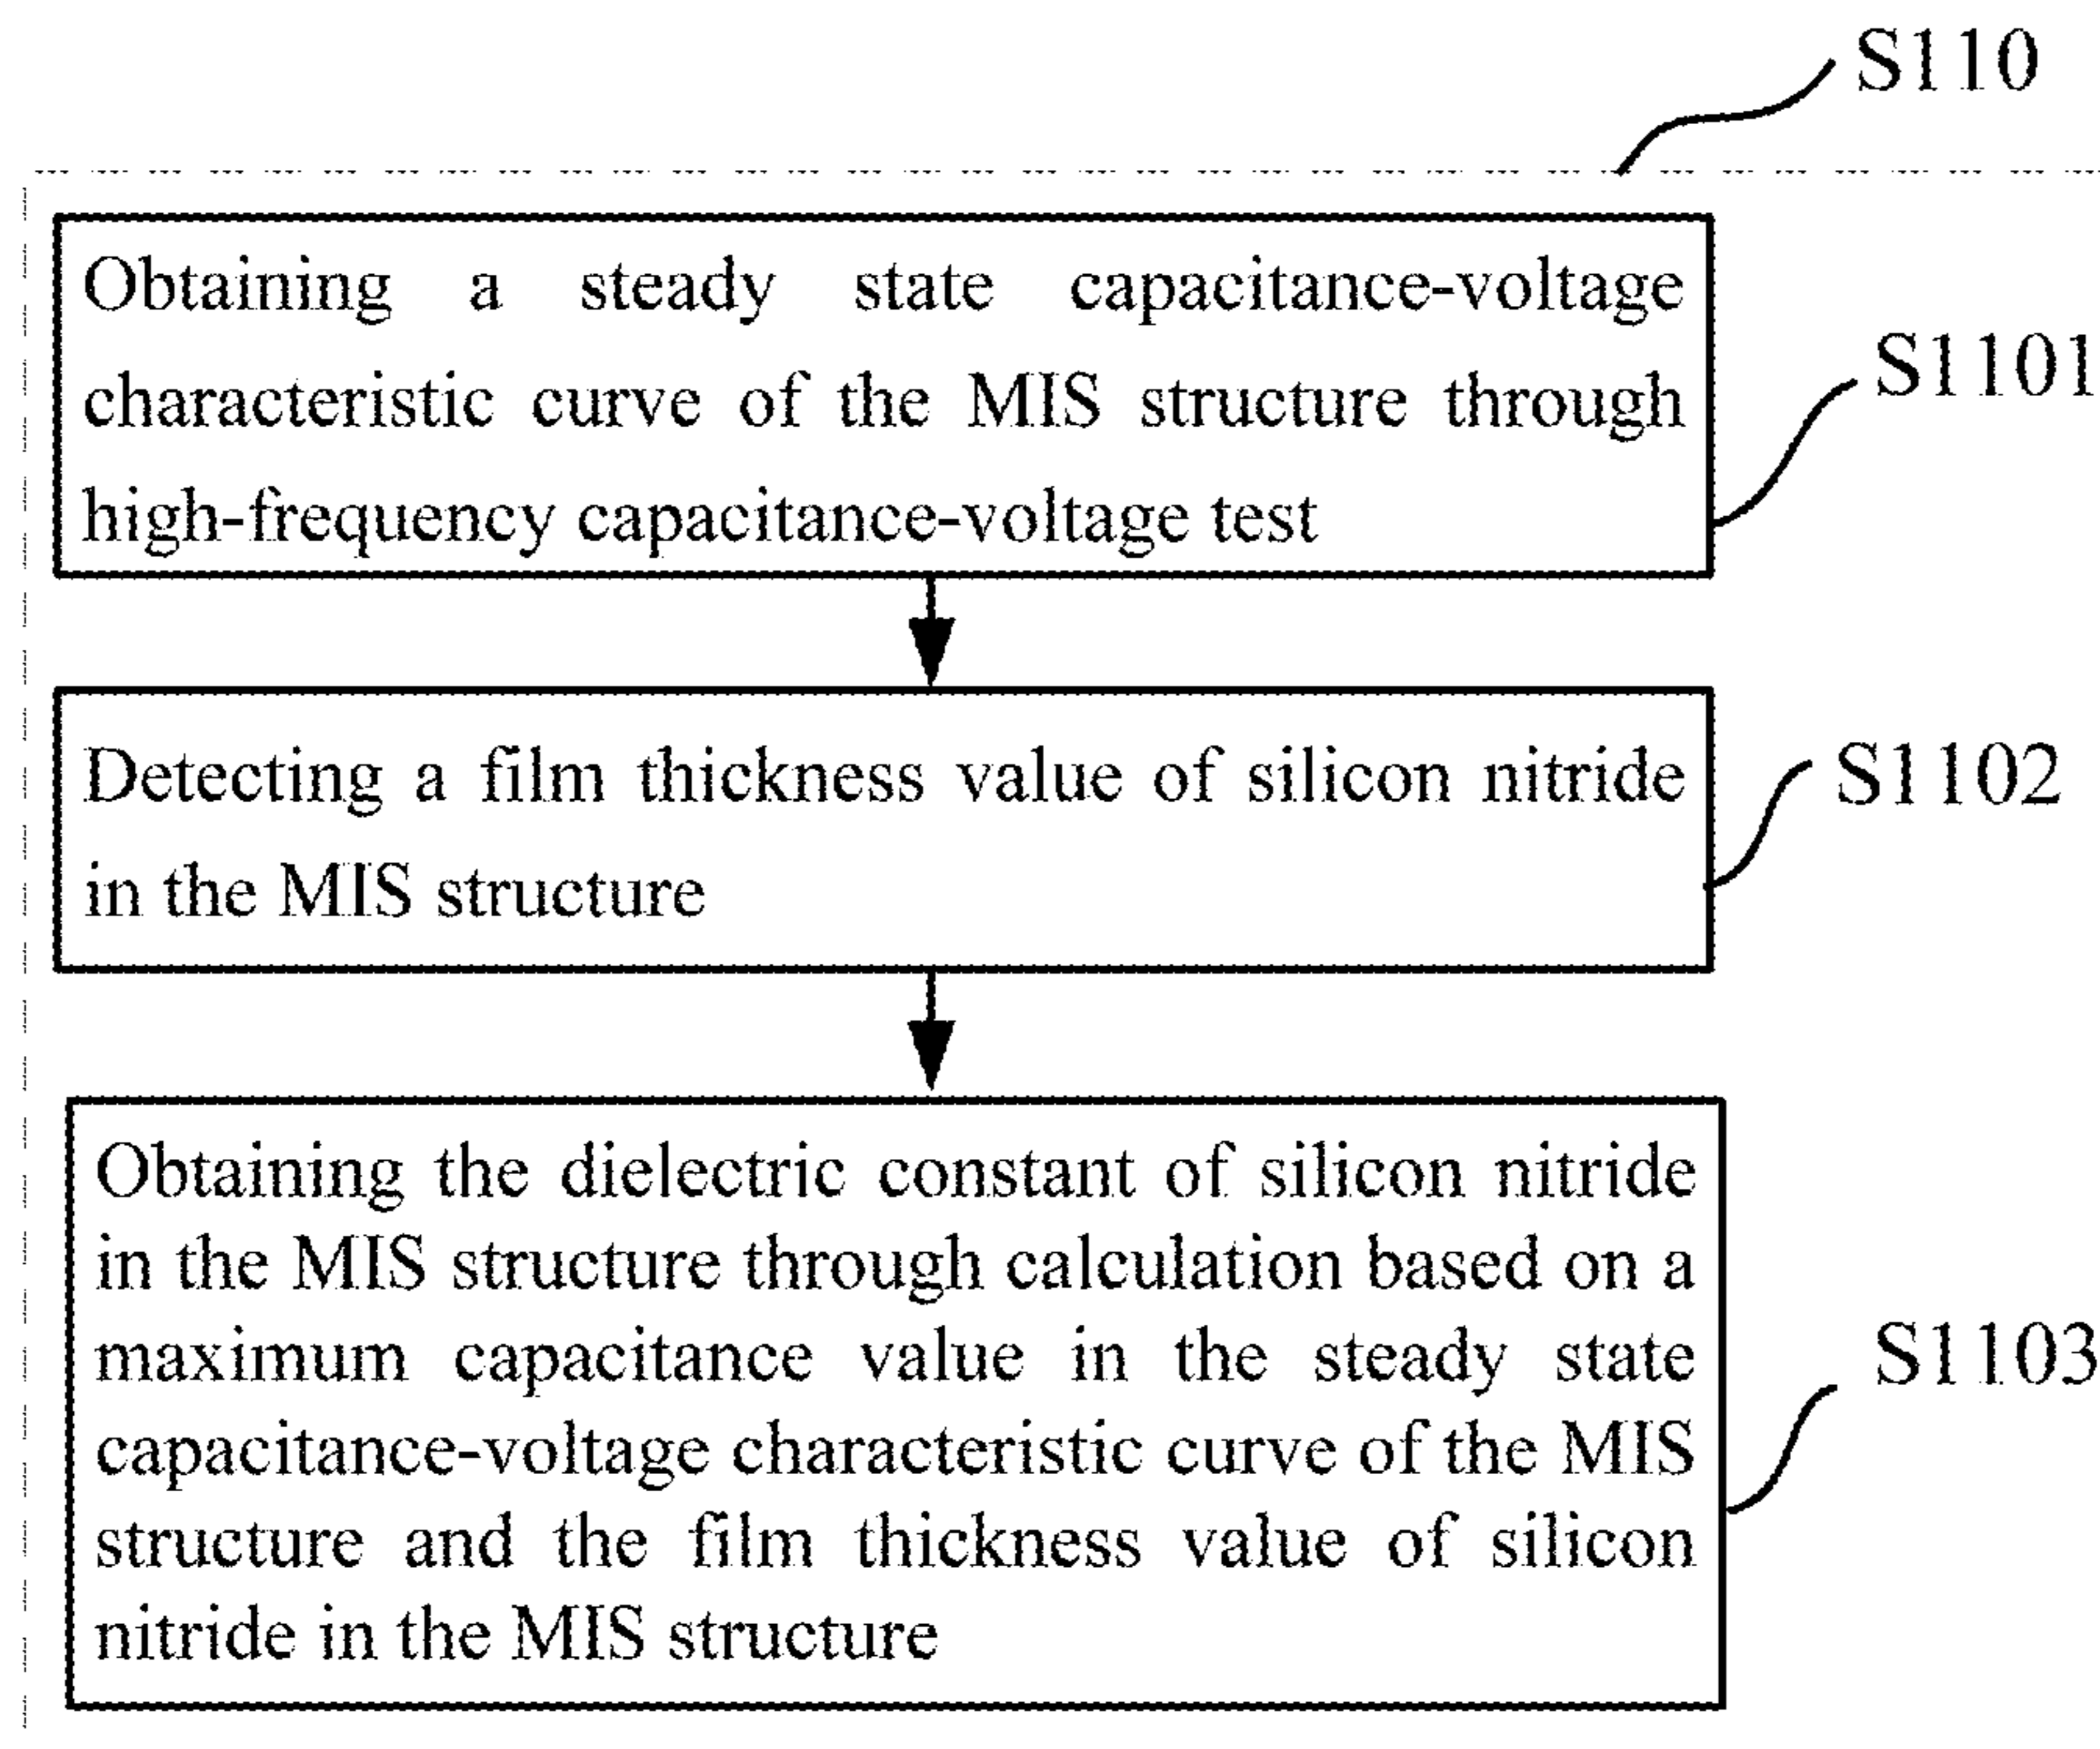 S110
Obtaining a steady state capacitance-voltage
characteristic curve of the MIS structure through
high-frequency capacitance-voltage test
S1101
Detecting a film thickness value of silicon nitride
in the MIS structure
S1102
Obtaining the dielectric constant of silicon nitride
in the MIS structure through calculation based on a
maximum capacitance value in the steady state
capacitance-voltage characteristic curve of the MIS
structure and the film thickness value of silicon
nitride in the MIS structure
S1103